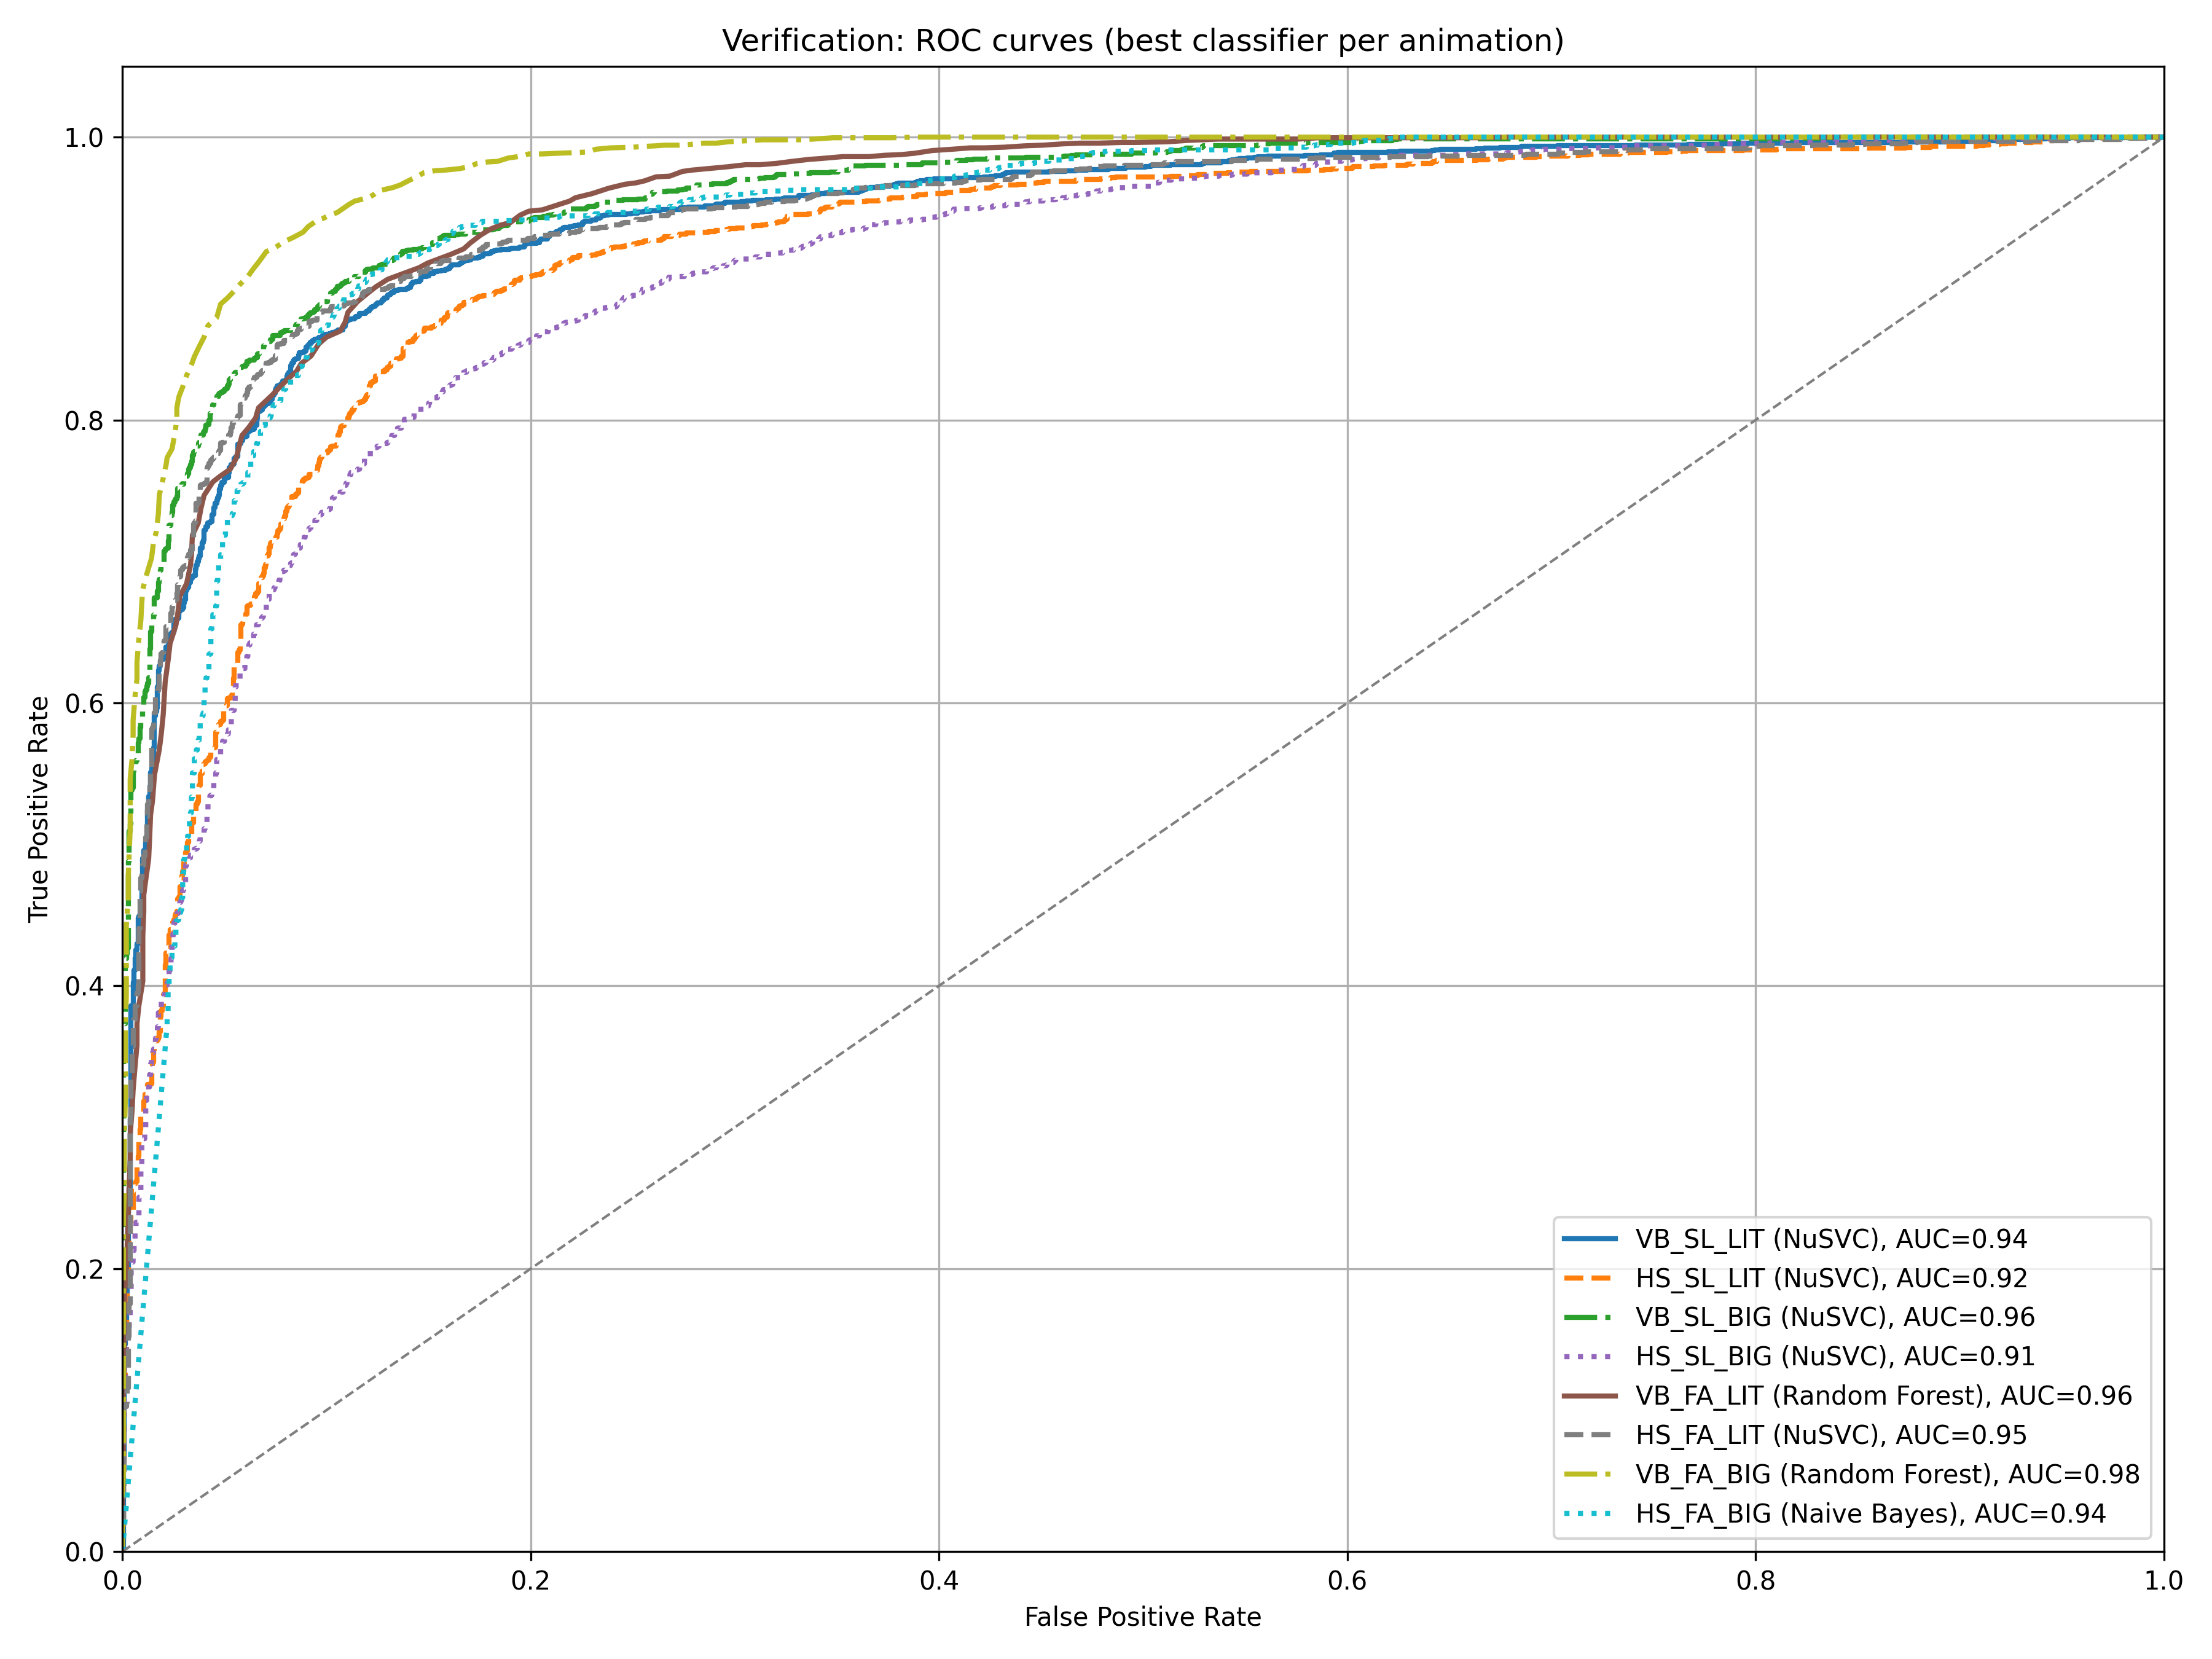 Verification: ROC curves (best classifier per animation)
1.0
0.8
0.6
0.4
0.2
0.0
True Positive Rate
0.0 0.2 0.4 0.6 0.8 1.0
False Positive Rate
VB_SL_LIT (NuSVC), AUC=0.94
HS_SL_LIT (NuSVC), AUC=0.92
VB_SL_BIG (NuSVC), AUC=0.96
HS_SL_BIG (NuSVC), AUC=0.91
VB_FA_LIT (Random Forest), AUC=0.96
HS_FA_LIT (NuSVC), AUC=0.95
VB_FA_BIG (Random Forest), AUC=0.98
HS_FA_BIG (Naive Bayes), AUC=0.94